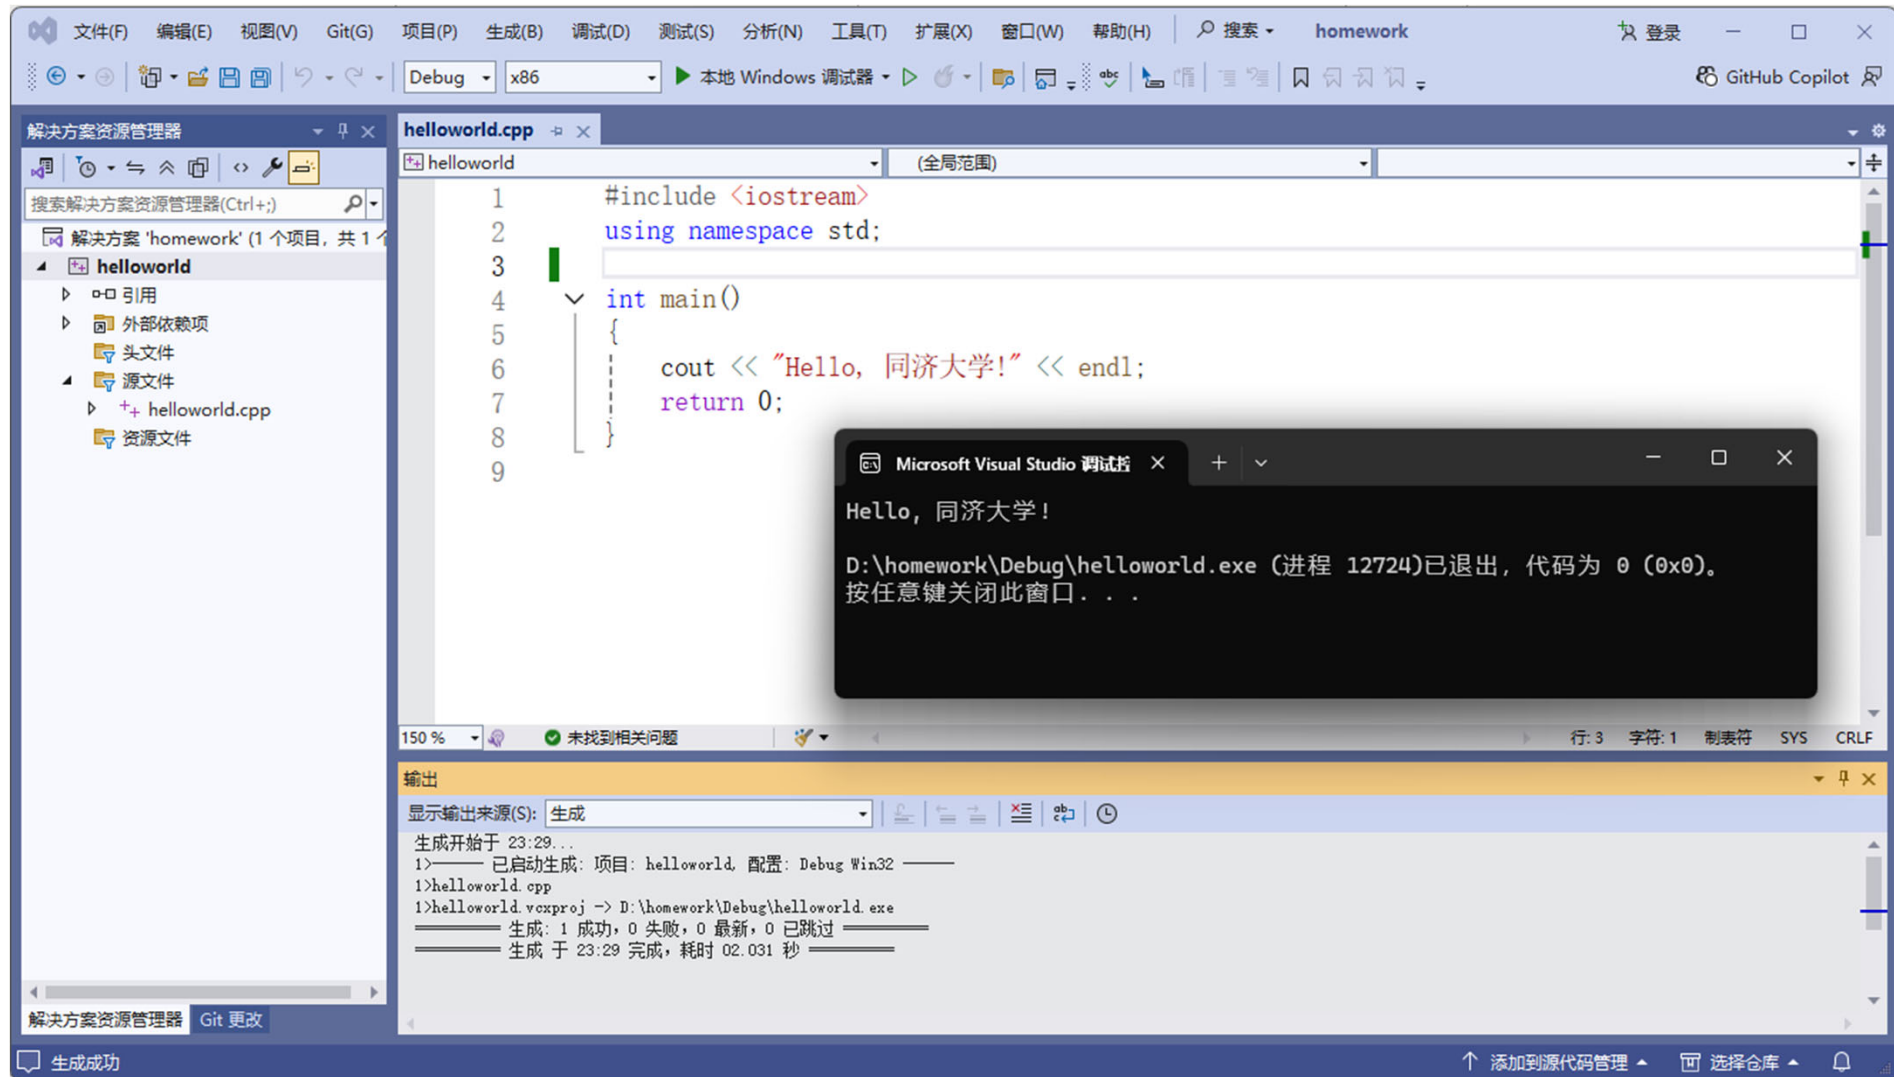 文件(F) 编辑(E) 视图(V) Git(G) 项目(P) 生成(B) 调试(D) 测试(S) 分析(N) 工具(T) 扩展(X) 窗口(W) 帮助(H) 搜索 homework 登录
Debug x86 本地 Windows 调试器 GitHub Copilot
解决方案资源管理器
搜索解决方案资源管理器(Ctrl+;)
解决方案 'homework' (1 个项目, 共 1 个
helloworld
引用
外部依赖项
头文件
源文件
helloworld.cpp
资源文件
解决方案资源管理器 Git 更改
helloworld.cpp
helloworld (全局范围)
1 #include <iostream>
2 using namespace std;
3
4 int main()
5 {
6 cout << "Hello, 同济大学!" << endl;
7 return 0;
8 }
9
Microsoft Visual Studio 调试控
Hello, 同济大学!
D:\homework\Debug\helloworld.exe (进程 12724)已退出, 代码为 0 (0x0)。
按任意键关闭此窗口. . .
150 % 未找到相关问题 行: 3 字符: 1 制表符 SYS CRLF
输出
显示输出来源(S): 生成
生成开始于 23:29...
1>—— 已启动生成: 项目: helloworld, 配置: Debug Win32 ——
1>helloworld.cpp
1>helloworld.vcxproj -> D:\homework\Debug\helloworld.exe
========== 生成: 1 成功, 0 失败, 0 最新, 0 已跳过 ==========
========== 生成 于 23:29 完成, 耗时 02.031 秒 ==========
生成成功 添加到源代码管理 选择仓库